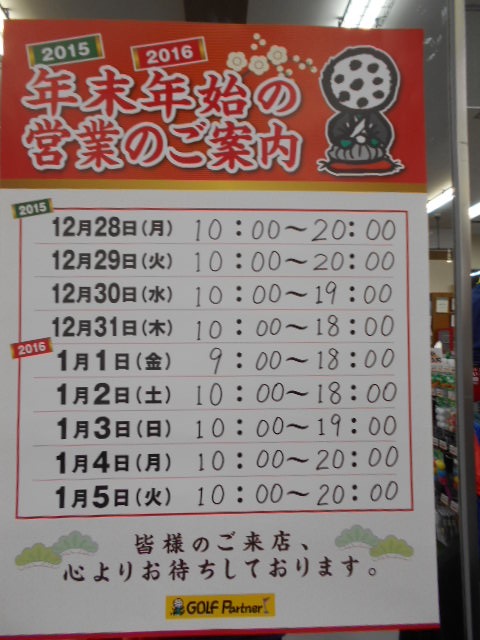 2015
2016
年末年始の
営業のご案内
2015
12月28日(月) 10:00~20:00
12月29日(火) 10:00~20:00
12月30日(水) 10:00~19:00
12月31日(木) 10:00~18:00
2016
1月1日(金) 9:00~18:00
1月2日(土) 10:00~18:00
1月3日(日) 10:00~19:00
1月4日(月) 10:00~20:00
1月5日(火) 10:00~20:00
皆様のご来店、
心よりお待ちしております。
GOLF Partner